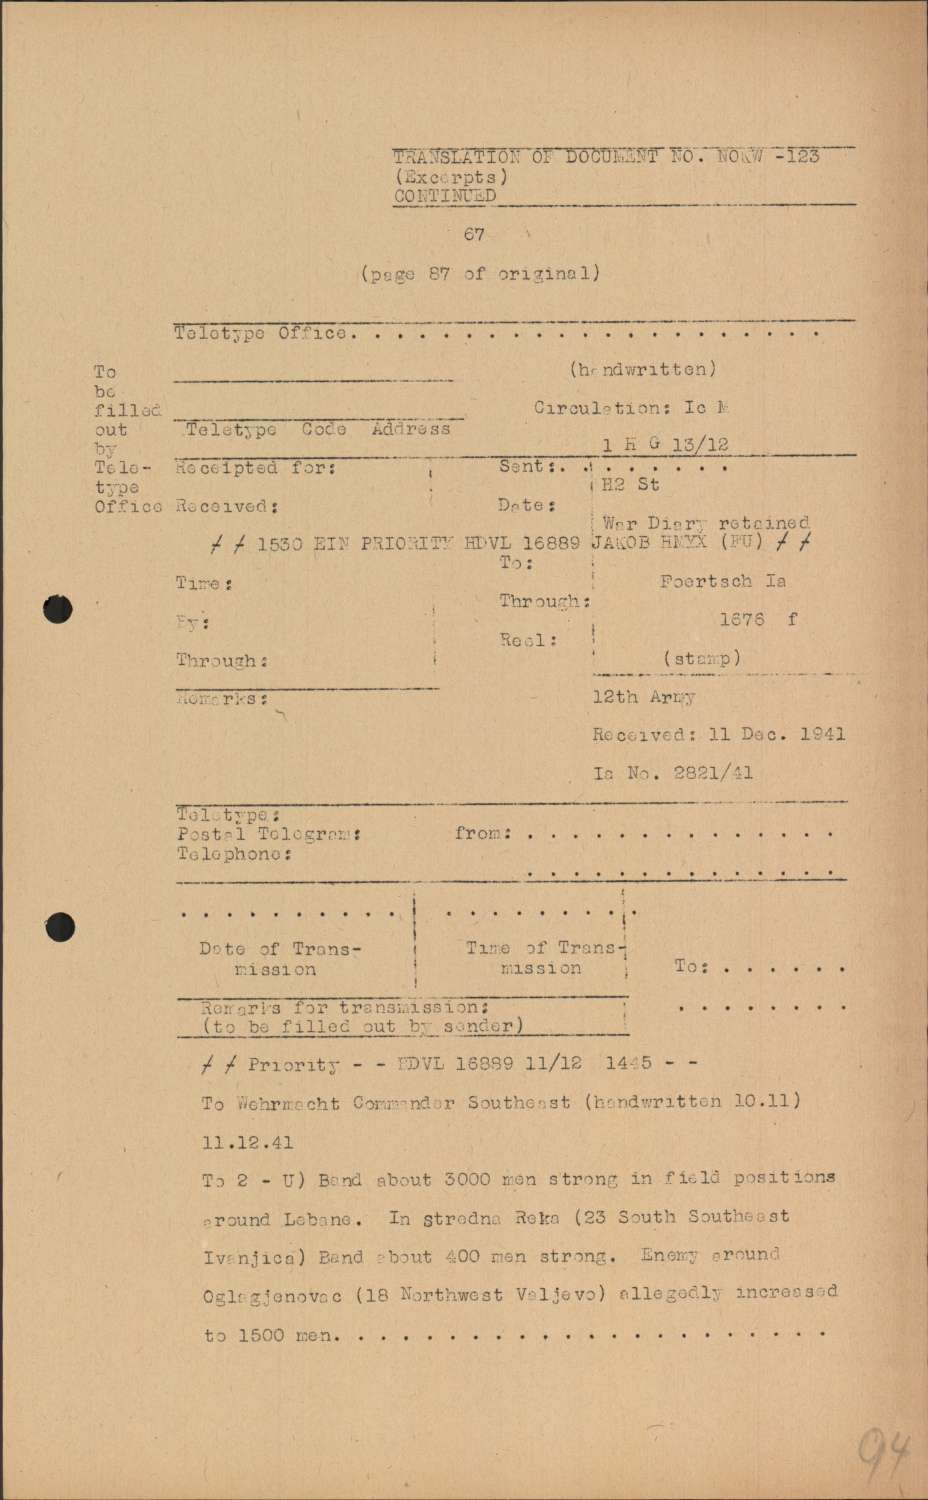 TRANSLATION OF DOCUMENT NO. NOKW -123
(Excerpts)
CONTINUED
67
(page 87 of original)
Teletype Office. . . . . . . . . . . . . . . . . . . . .
To be filled out by Tele-type Office
(handwritten)
Circulation: Ic M
Teletype Code Address
1 H G 13/12
Receipted for:
Sent:. . . . . . . .
H2 St
Received:
Date:
War Diary retained
/ / 1530 EIN PRIORITY HDVL 16889 JAKOB HMYX (FU) / /
To:
Time:
Foertsch Ia
Through:
By:
1676 f
Reel:
Through:
(stamp)
Remarks:
12th Army
Received: 11 Dec. 1941
Ia No. 2821/41
Teletype:
Postal Telegram: from: . . . . . . . . . . . . . .
Telephone:
. . . . . . . . . . . . . .
. . . . . . . . . . . . . . . . . . .
Date of Trans-
mission
Time of Trans-
mission
To: . . . . . .
Remarks for transmission: . . . . . . . .
(to be filled out by sender)
/ / Priority - - HDVL 16889 11/12 1445 - -
To Wehrmacht Commander Southeast (handwritten 10.11)
11.12.41
To 2 - U) Band about 3000 men strong in field positions
around Lebane. In stredna Reka (23 South Southeast
Ivanjica) Band about 400 men strong. Enemy around
Oglagjenovac (18 Northwest Valjevo) allegedly increased
to 1500 men. . . . . . . . . . . . . . . . . . . . . .
94